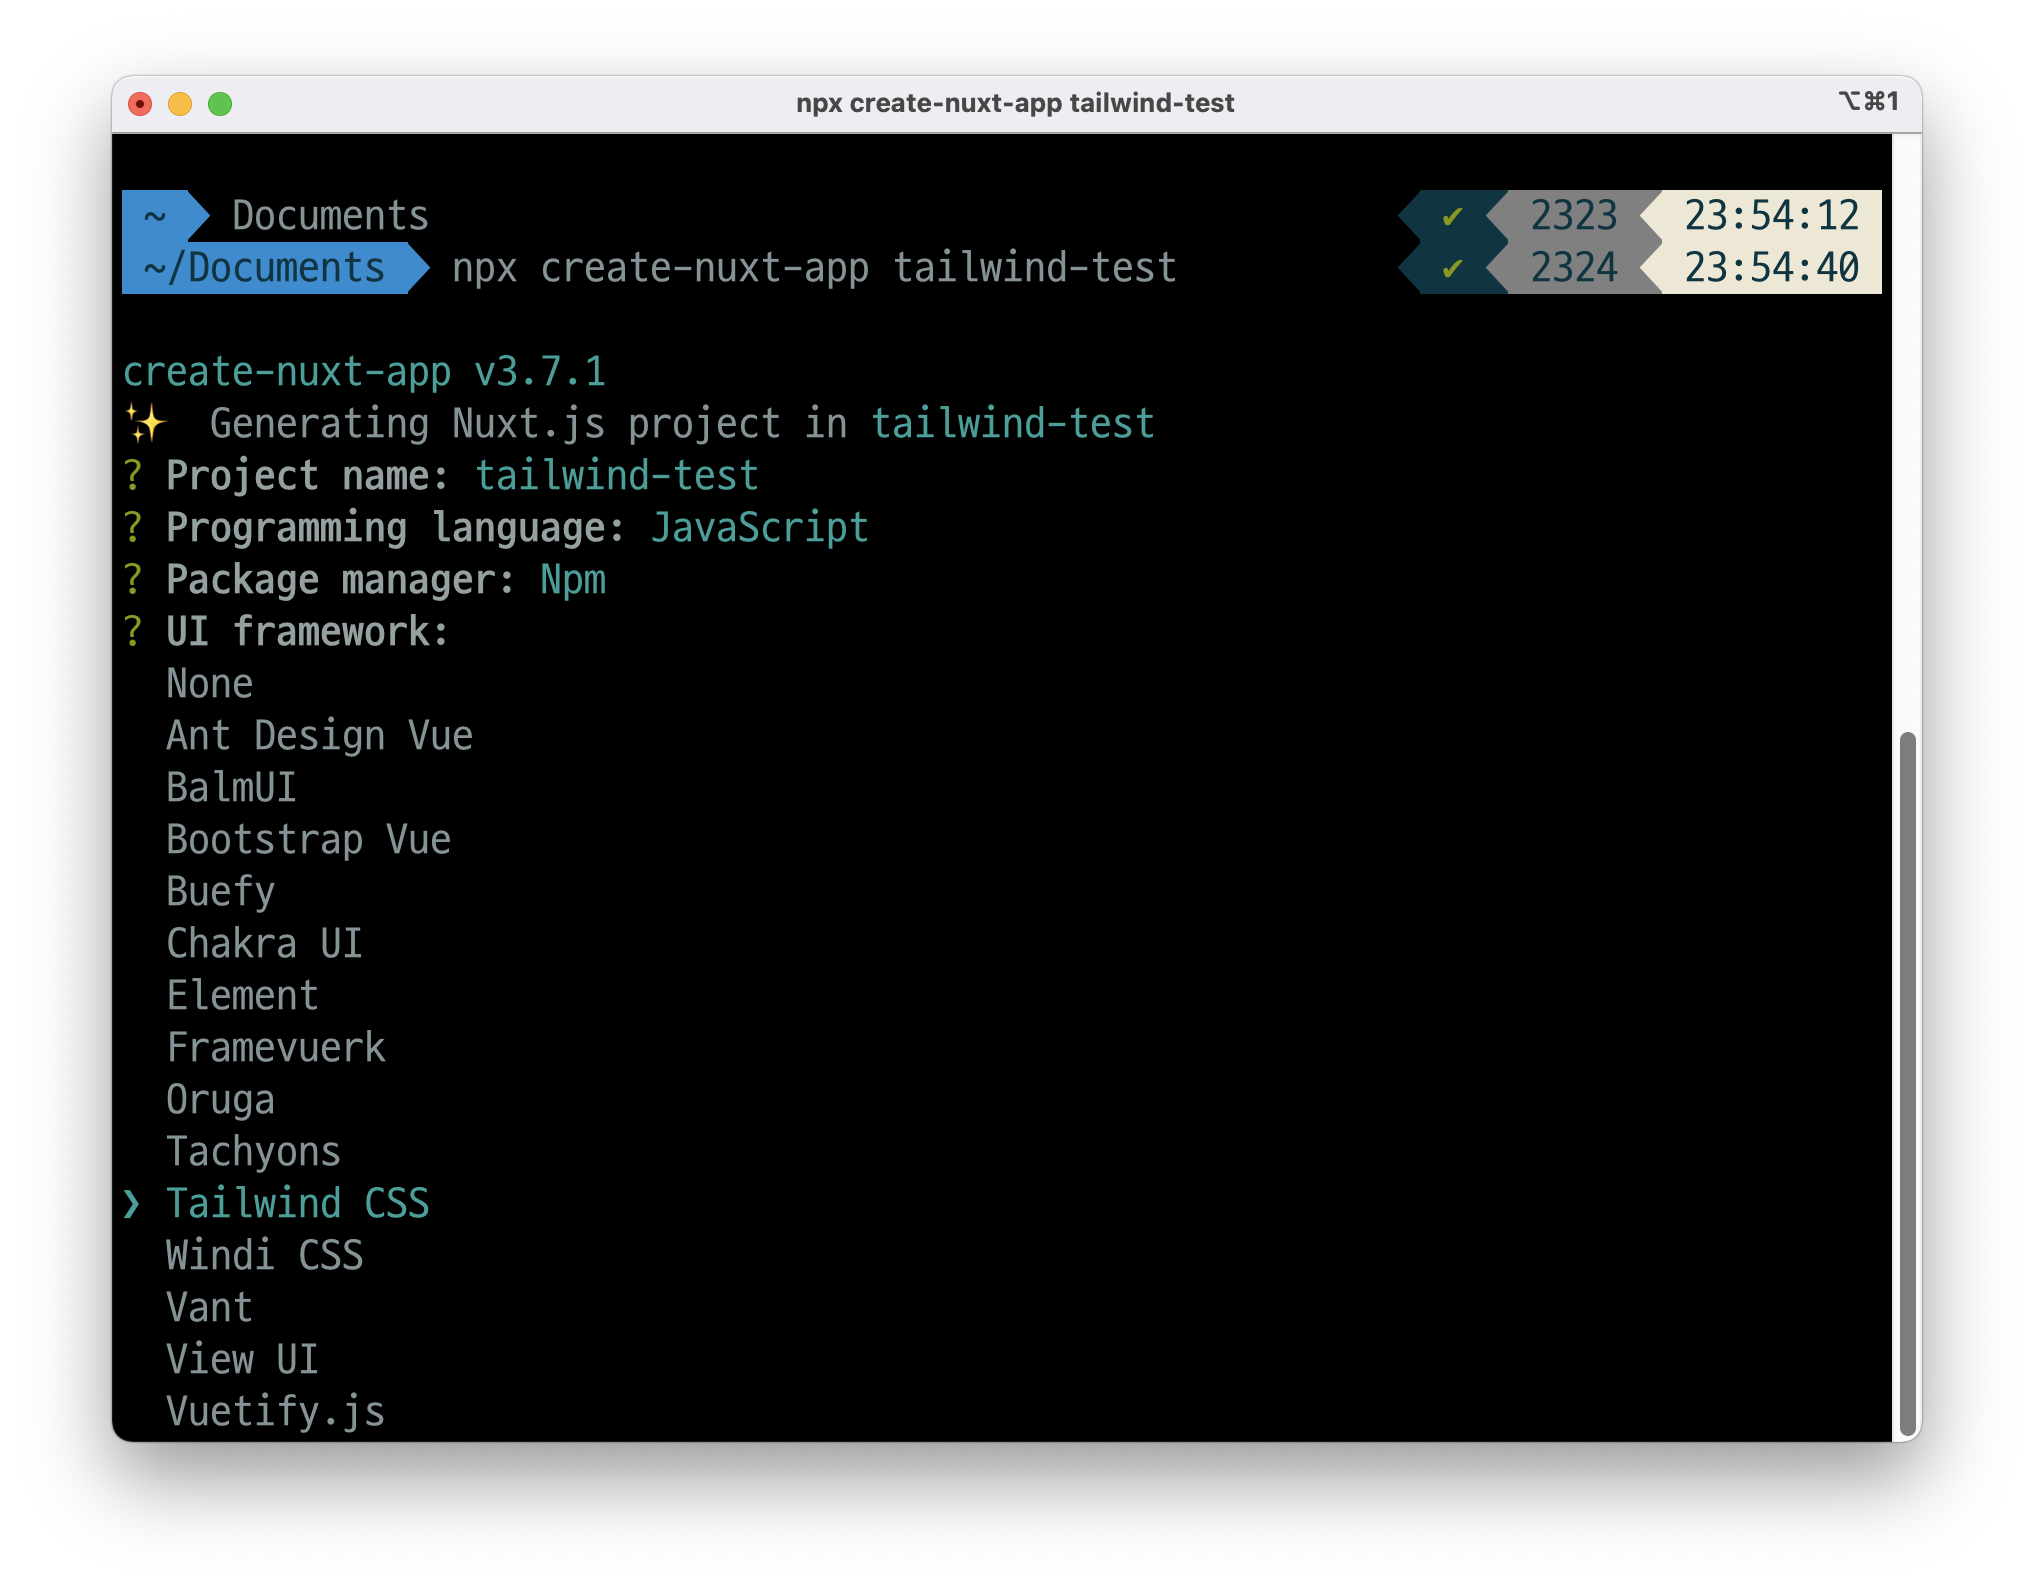 npx create-nuxt-app tailwind-test ⌥⌘1
~ Documents ✔ 2323 23:54:12
~/Documents npx create-nuxt-app tailwind-test ✔ 2324 23:54:40
create-nuxt-app v3.7.1
✨ Generating Nuxt.js project in tailwind-test
? Project name: tailwind-test
? Programming language: JavaScript
? Package manager: Npm
? UI framework:
None
Ant Design Vue
BalmUI
Bootstrap Vue
Buefy
Chakra UI
Element
Framevuerk
Oruga
Tachyons
❯ Tailwind CSS
Windi CSS
Vant
View UI
Vuetify.js